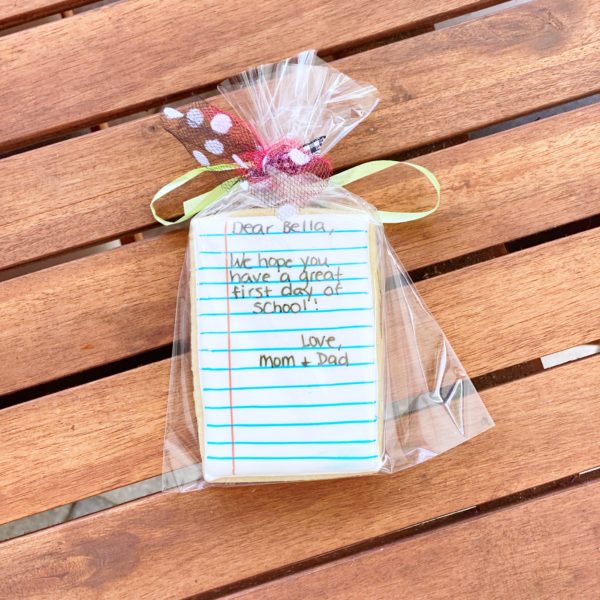 Dear Bella,
We hope you
have a great
first day of
school!
Love,
Mom + Dad